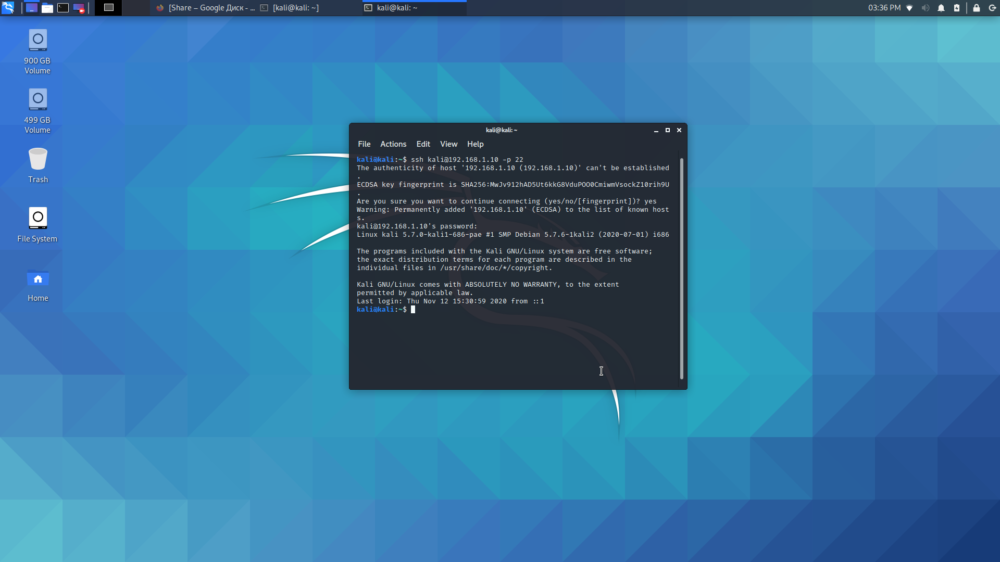 [Share – Google Диск - ...
[kali@kali: ~]
kali@kali: ~
03:36 PM
900 GB
Volume
499 GB
Volume
Trash
File System
Home
kali@kali: ~
File Actions Edit View Help
kali@kali:~$ ssh kali@192.168.1.10 -p 22
The authenticity of host '192.168.1.10 (192.168.1.10)' can't be established
.
ECDSA key fingerprint is SHA256:MwJv912hAD5Ut6kkG8VduPOO0CmiwmVsockZ10rih9U
.
Are you sure you want to continue connecting (yes/no/[fingerprint])? yes
Warning: Permanently added '192.168.1.10' (ECDSA) to the list of known host
s.
kali@192.168.1.10's password:
Linux kali 5.7.0-kali1-686-pae #1 SMP Debian 5.7.6-1kali2 (2020-07-01) i686
The programs included with the Kali GNU/Linux system are free software;
the exact distribution terms for each program are described in the
individual files in /usr/share/doc/*/copyright.
Kali GNU/Linux comes with ABSOLUTELY NO WARRANTY, to the extent
permitted by applicable law.
Last login: Thu Nov 12 15:30:59 2020 from ::1
kali@kali:~$